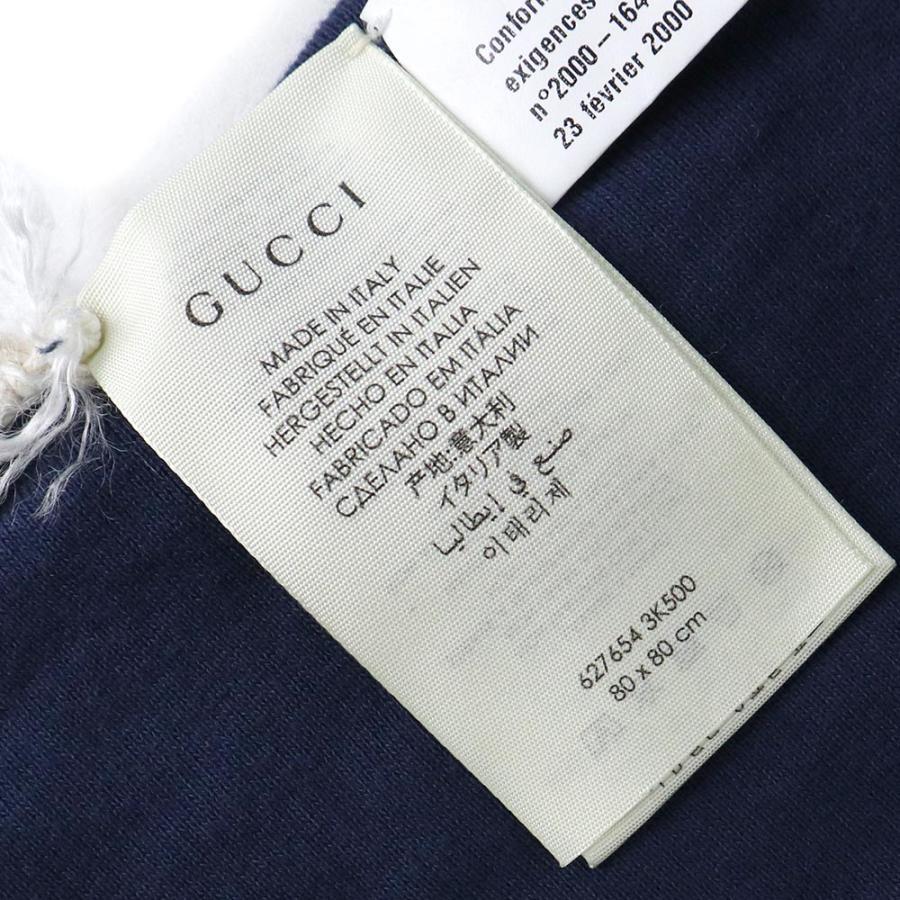 Conform
exigences
n°2000-164
23 février 2000
GUCCI
MADE IN ITALY
FABRIQUÉ EN ITALIE
HERGESTELLT IN ITALIEN
HECHO EN ITALIA
FABRICADO EM ITÁLIA
СДЕЛАНО В ИТАЛИИ
产地:意大利
イタリア製
صنع في إيطاليا
이태리제
627654 3K500
80 x 80 cm